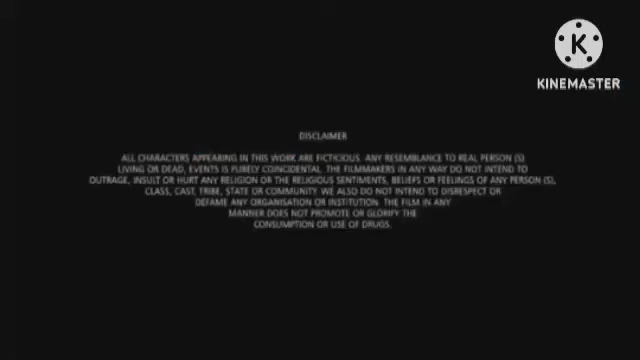 K
KINEMASTER
DISCLAIMER
ALL CHARACTERS APPEARING IN THIS WORK ARE FICTICIOUS. ANY RESEMBLANCE TO REAL PERSON (S)
LIVING OR DEAD, EVENTS IS PURELY COINCIDENTAL. THE FILMMAKERS IN ANY WAY DO NOT INTEND TO
OUTRAGE, INSULT OR HURT ANY RELIGION OR THE RELIGIOUS SENTIMENTS, BELIEFS OR FEELINGS OF ANY PERSON (S),
CLASS, CAST, TRIBE, STATE OR COMMUNITY. WE ALSO DO NOT INTEND TO DISRESPECT OR
DEFAME ANY ORGANISATION OR INSTITUTION. THE FILM IN ANY
MANNER DOES NOT PROMOTE OR GLORIFY THE
CONSUMPTION OR USE OF DRUGS.